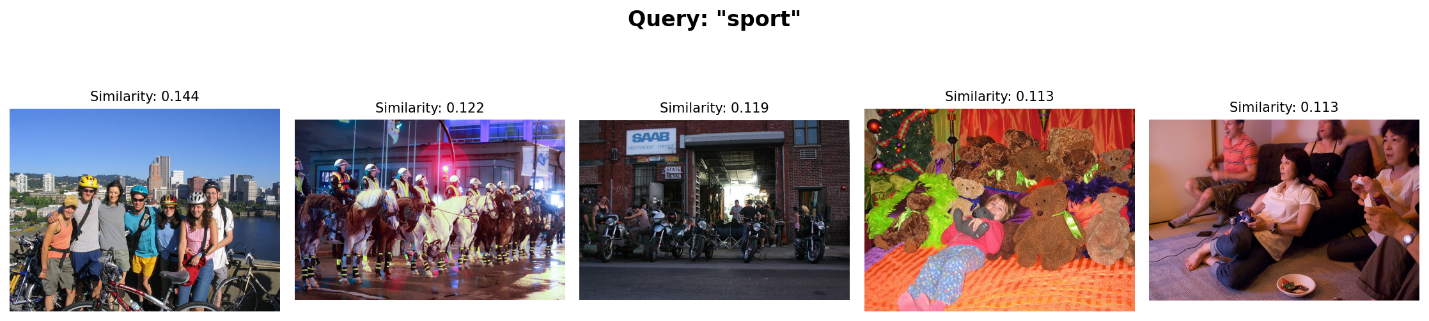 Query: "sport"
Similarity: 0.144
Similarity: 0.122
Similarity: 0.119
Similarity: 0.113
Similarity: 0.113
SAAB